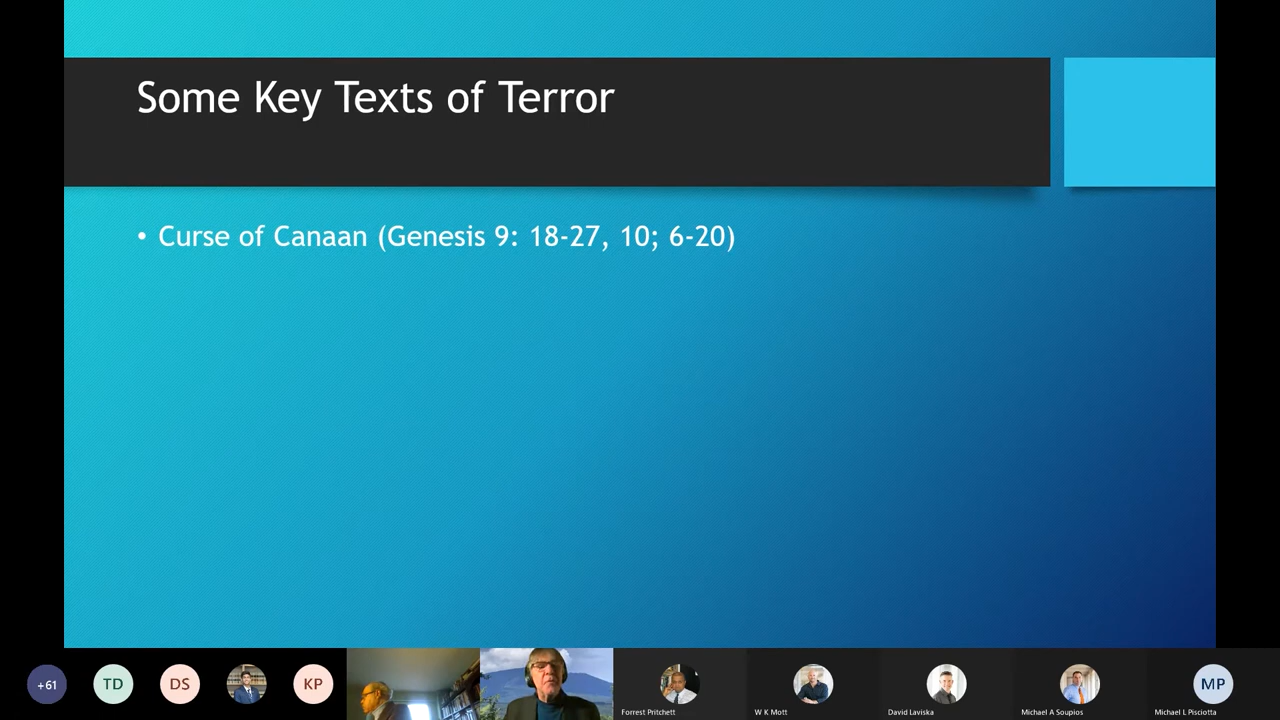 Some Key Texts of Terror
• Curse of Canaan (Genesis 9: 18-27, 10; 6-20)
+61
TD
DS
KP
Forrest Pritchett
W K Mott
David Laviska
Michael A Soupios
MP
Michael L Pisciotta